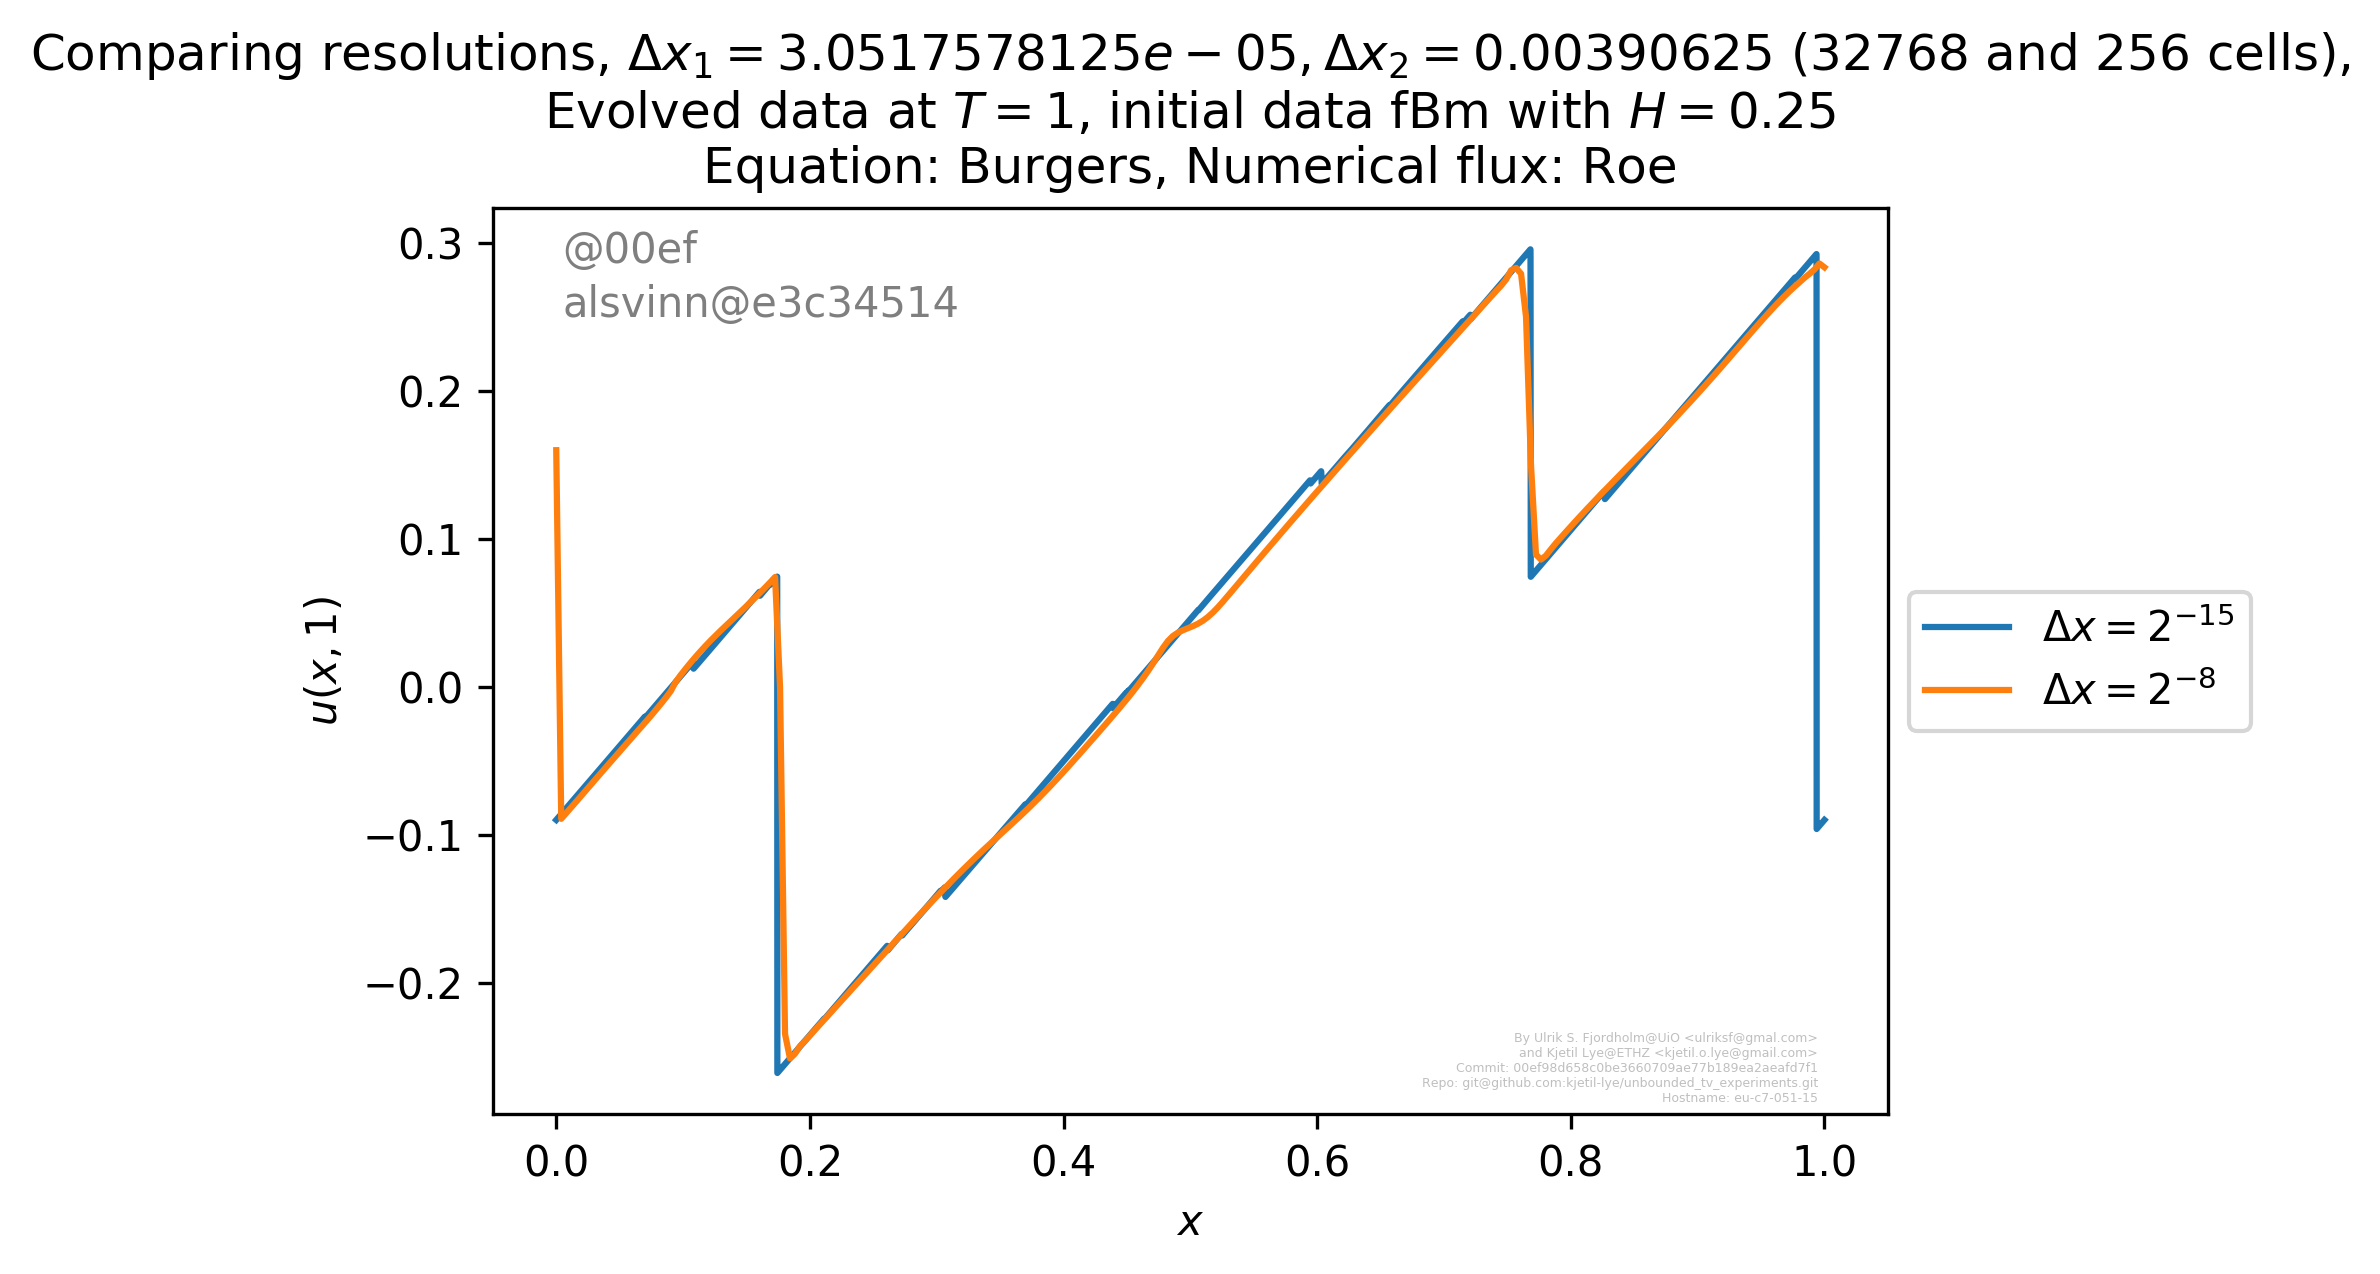 Comparing resolutions, Δx₁ = 3.0517578125e − 05, Δx₂ = 0.00390625 (32768 and 256 cells),
Evolved data at T = 1, initial data fBm with H = 0.25
Equation: Burgers, Numerical flux: Roe
@00ef
alsvinn@e3c34514
0.3
0.2
0.1
0.0
−0.1
−0.2
u(x, 1)
Δx = 2⁻¹⁵
Δx = 2⁻⁸
By Ulrik S. Fjordholm@UiO <ulriksf@gmal.com>
and Kjetil Lye@ETHZ <kjetil.o.lye@gmail.com>
Commit: 00ef98d658c0be3660709ae77b189ea2aeafd7f1
Repo: git@github.com:kjetil-lye/unbounded_tv_experiments.git
Hostname: eu-c7-051-15
0.0 0.2 0.4 0.6 0.8 1.0
x